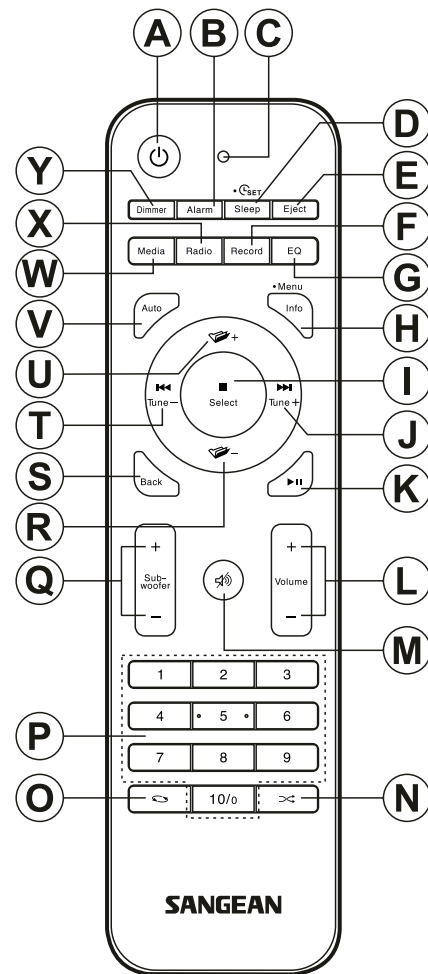 A B C
D
Y E
X F
W G
V H
U I
T J
S K
R
Q L
M
P
O N
SET
Dimmer Alarm Sleep Eject
Media Radio Record EQ
•Menu
Auto Info
+
Tune− Select Tune+
−
Back
+ +
Sub-
woofer Volume
− −
1 2 3
4 5 6
7 8 9
10/0
SANGEAN